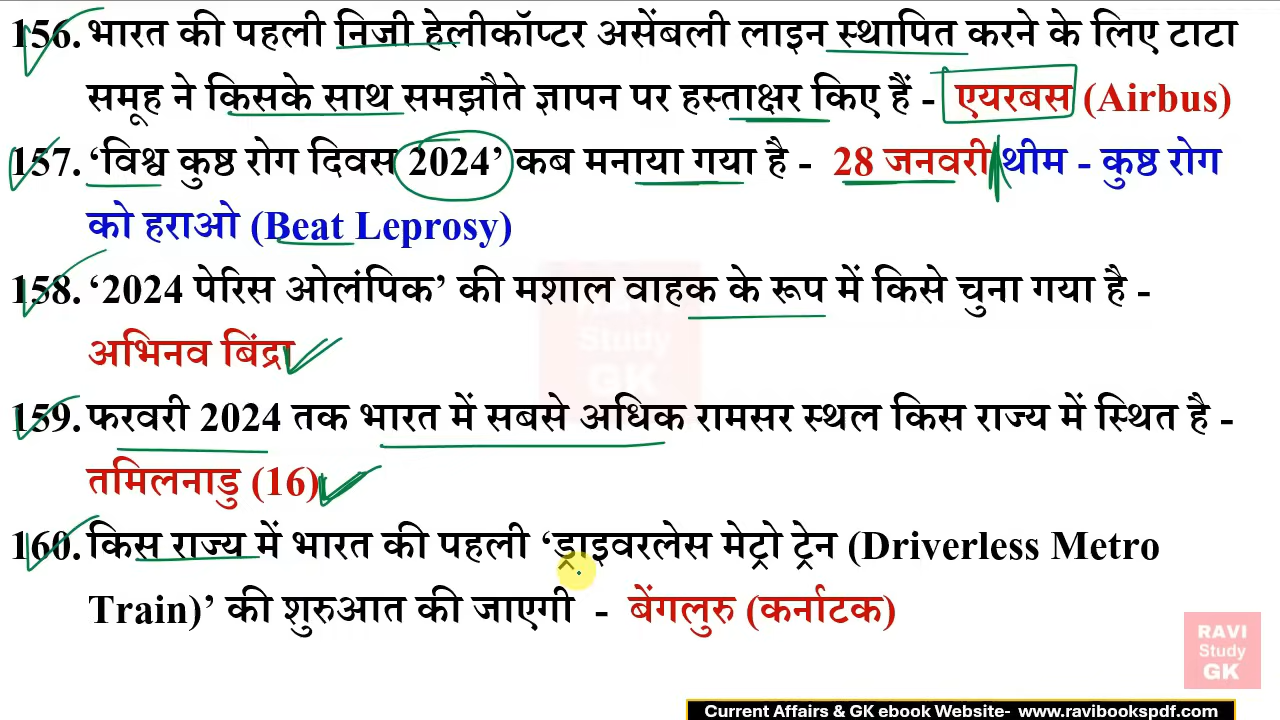 156. भारत की पहली निजी हेलीकॉप्टर असेंबली लाइन स्थापित करने के लिए टाटा
समूह ने किसके साथ समझौते ज्ञापन पर हस्ताक्षर किए हैं - एयरबस (Airbus)
157. ‘विश्व कुष्ठ रोग दिवस 2024’ कब मनाया गया है - 28 जनवरी थीम - कुष्ठ रोग
को हराओ (Beat Leprosy)
158. ‘2024 पेरिस ओलंपिक’ की मशाल वाहक के रूप में किसे चुना गया है -
अभिनव बिंद्रा
159. फरवरी 2024 तक भारत में सबसे अधिक रामसर स्थल किस राज्य में स्थित है -
तमिलनाडु (16)
160. किस राज्य में भारत की पहली ‘ड्राइवरलेस मेट्रो ट्रेन (Driverless Metro
Train)’ की शुरुआत की जाएगी - बेंगलुरु (कर्नाटक)
RAVI
Study
GK
RAVI
Study
GK
Current Affairs & GK ebook Website- www.ravibookspdf.com